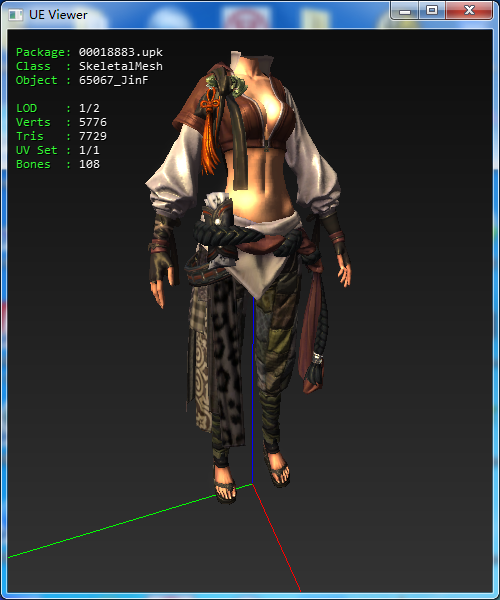 UE Viewer
Package: 00018883.upk
Class : SkeletalMesh
Object : 65067_JinF
LOD : 1/2
Verts : 5776
Tris : 7729
UV Set : 1/1
Bones : 108